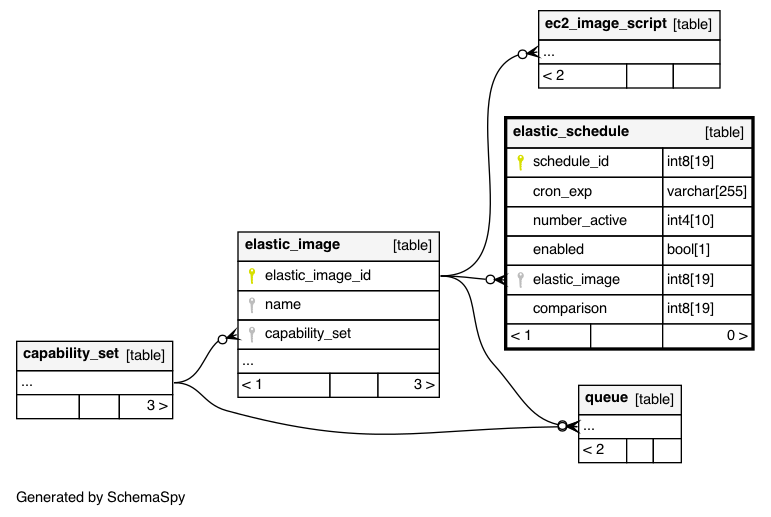 ec2_image_script [table]
...
< 2
elastic_schedule [table]
schedule_id int8[19]
cron_exp varchar[255]
number_active int4[10]
enabled bool[1]
elastic_image int8[19]
comparison int8[19]
< 1 0 >
elastic_image [table]
elastic_image_id
name
capability_set
...
< 1 3 >
capability_set [table]
...
3 >
queue [table]
...
< 2
Generated by SchemaSpy